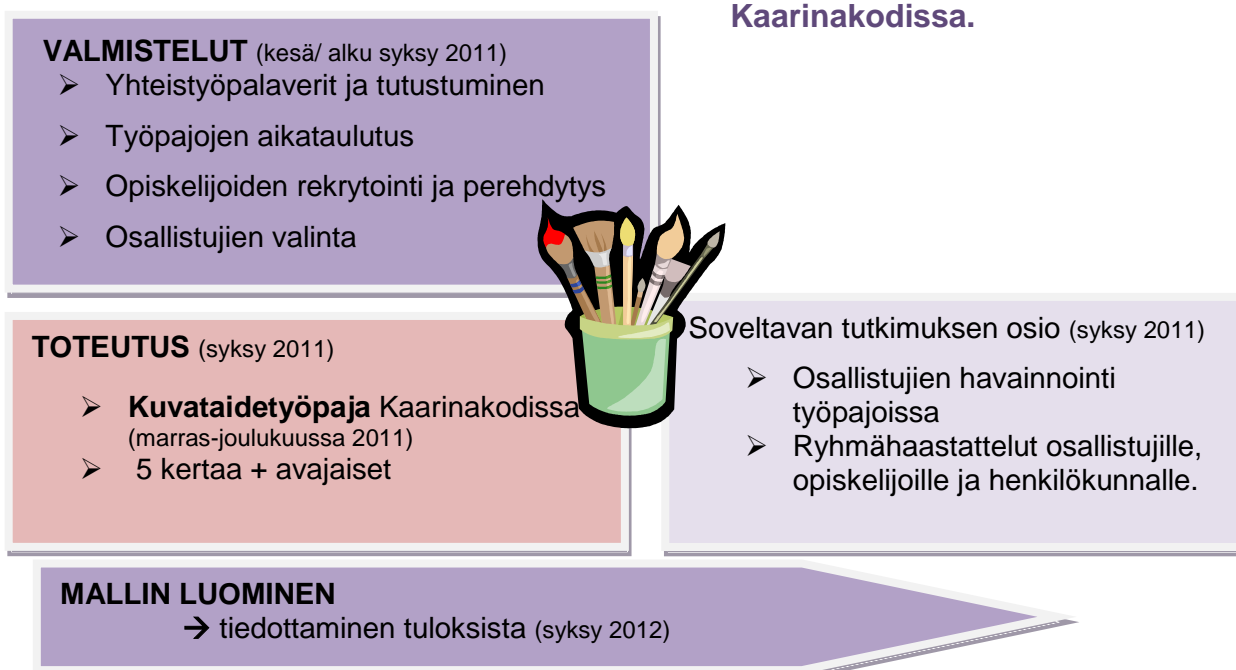 Kaarinakodissa.
VALMISTELUT (kesä/ alku syksy 2011)
➢ Yhteistyöpalaverit ja tutustuminen
➢ Työpajojen aikataulutus
➢ Opiskelijoiden rekrytointi ja perehdytys
➢ Osallistujien valinta
TOTEUTUS (syksy 2011)
➢ Kuvataidetyöpaja Kaarinakodissa
(marras-joulukuussa 2011)
➢ 5 kertaa + avajaiset
Soveltavan tutkimuksen osio (syksy 2011)
➢ Osallistujien havainnointi
työpajoissa
➢ Ryhmähaastattelut osallistujille,
opiskelijoille ja henkilökunnalle.
MALLIN LUOMINEN
→ tiedottaminen tuloksista (syksy 2012)